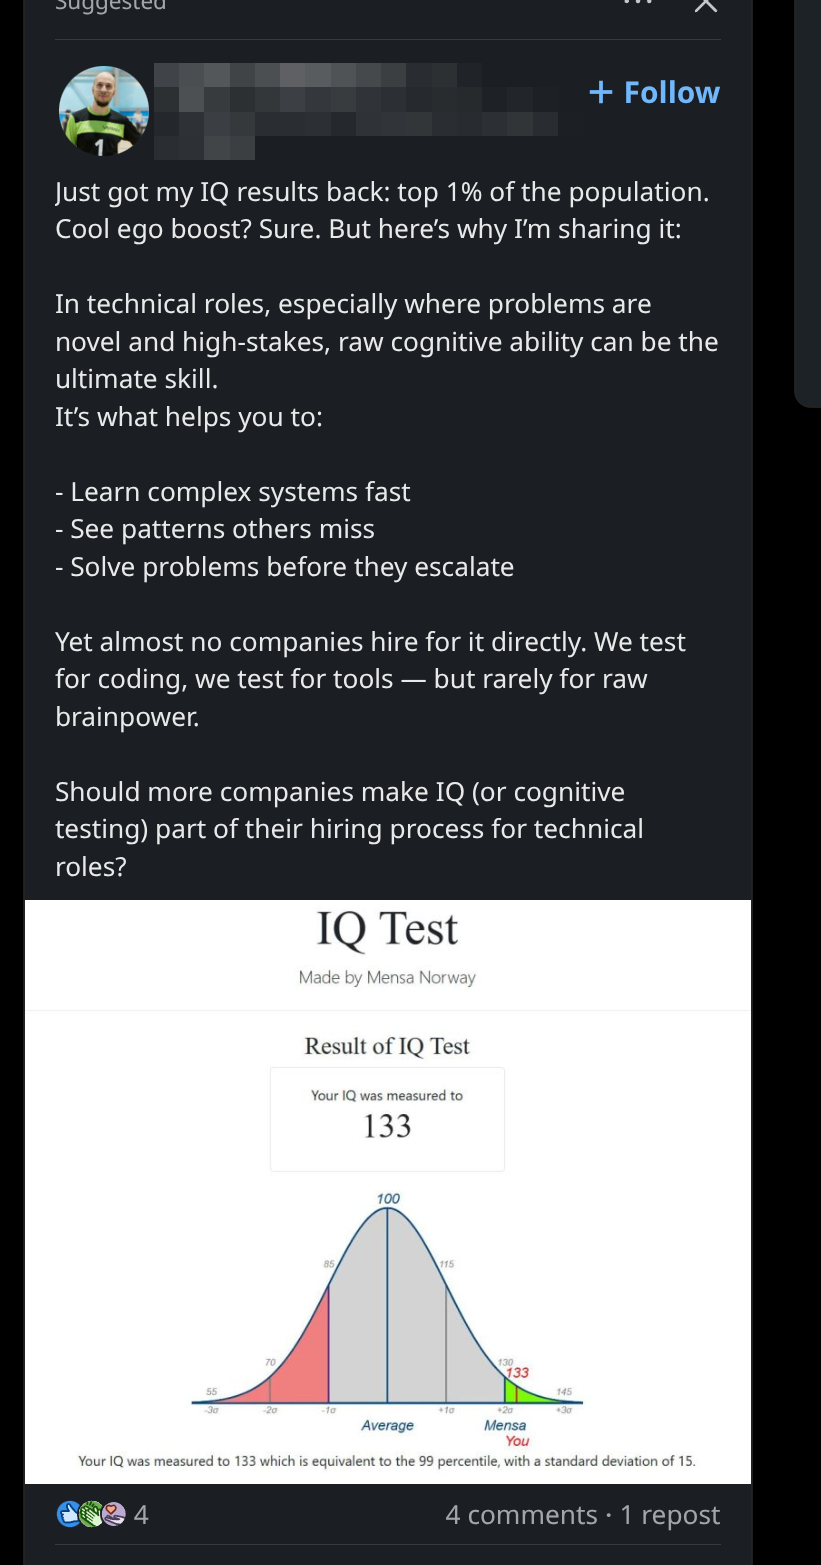 Suggested
+ Follow
1
Just got my IQ results back: top 1% of the population.
Cool ego boost? Sure. But here’s why I’m sharing it:
In technical roles, especially where problems are
novel and high-stakes, raw cognitive ability can be the
ultimate skill.
It’s what helps you to:
- Learn complex systems fast
- See patterns others miss
- Solve problems before they escalate
Yet almost no companies hire for it directly. We test
for coding, we test for tools — but rarely for raw
brainpower.
Should more companies make IQ (or cognitive
testing) part of their hiring process for technical
roles?
IQ Test
Made by Mensa Norway
Result of IQ Test
Your IQ was measured to
133
100
85 115
70 130
133
55 145
-3σ -2σ -1σ +1σ +2σ +3σ
Average Mensa
You
Your IQ was measured to 133 which is equivalent to the 99 percentile, with a standard deviation of 15.
4 4 comments · 1 repost